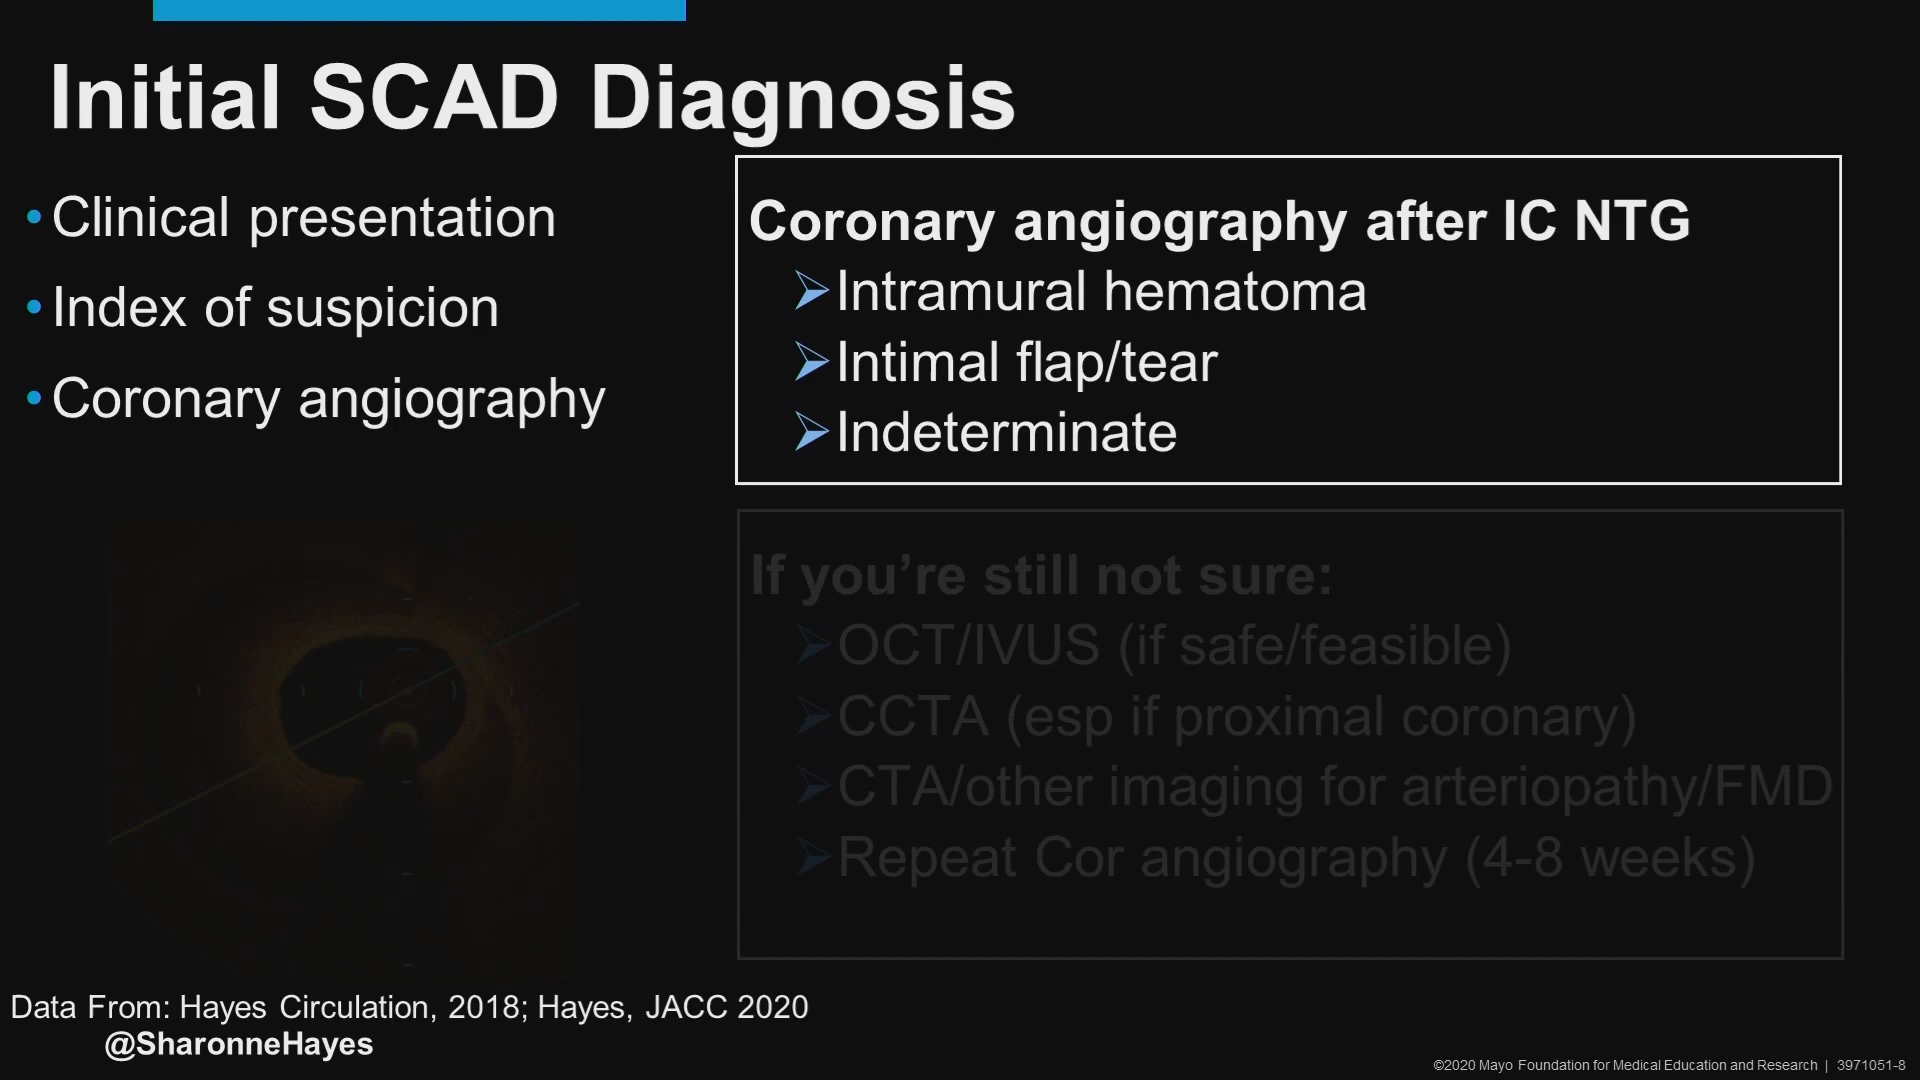 Initial SCAD Diagnosis
• Clinical presentation
• Index of suspicion
• Coronary angiography
Coronary angiography after IC NTG
➢Intramural hematoma
➢Intimal flap/tear
➢Indeterminate
If you’re still not sure:
➢OCT/IVUS (if safe/feasible)
➢CCTA (esp if proximal coronary)
➢CTA/other imaging for arteriopathy/FMD
➢Repeat Cor angiography (4-8 weeks)
Data From: Hayes Circulation, 2018; Hayes, JACC 2020
@SharonneHayes
©2020 Mayo Foundation for Medical Education and Research | 3971051-8